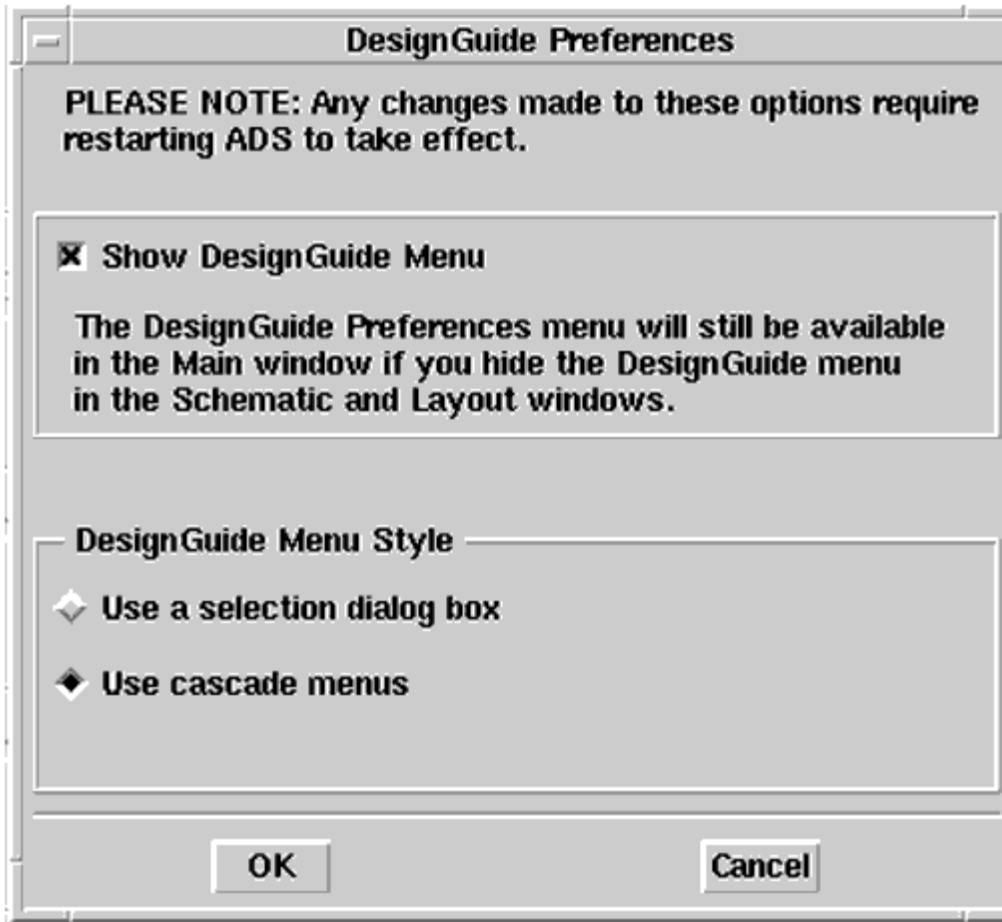 DesignGuide Preferences
PLEASE NOTE: Any changes made to these options require
restarting ADS to take effect.
Show DesignGuide Menu
The DesignGuide Preferences menu will still be available
in the Main window if you hide the DesignGuide menu
in the Schematic and Layout windows.
DesignGuide Menu Style
Use a selection dialog box
Use cascade menus
OK
Cancel